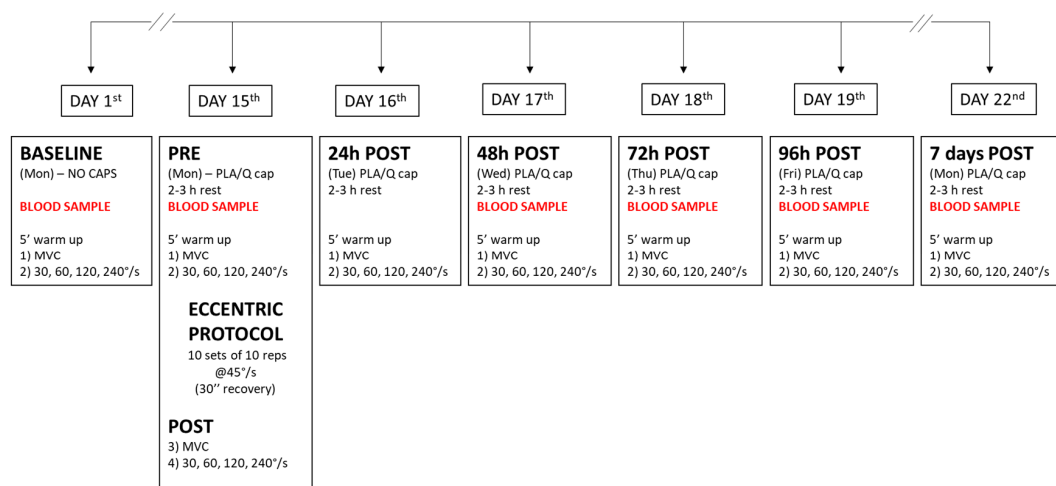 DAY 1st
DAY 15th
DAY 16th
DAY 17th
DAY 18th
DAY 19th
DAY 22nd
BASELINE
(Mon) – NO CAPS
BLOOD SAMPLE
5’ warm up
1) MVC
2) 30, 60, 120, 240°/s
PRE
(Mon) – PLA/Q cap
2-3 h rest
BLOOD SAMPLE
5’ warm up
1) MVC
2) 30, 60, 120, 240°/s
ECCENTRIC
PROTOCOL
10 sets of 10 reps
@45°/s
(30’’ recovery)
POST
3) MVC
4) 30, 60, 120, 240°/s
24h POST
(Tue) PLA/Q cap
2-3 h rest
5’ warm up
1) MVC
2) 30, 60, 120, 240°/s
48h POST
(Wed) PLA/Q cap
2-3 h rest
BLOOD SAMPLE
5’ warm up
1) MVC
2) 30, 60, 120, 240°/s
72h POST
(Thu) PLA/Q cap
2-3 h rest
BLOOD SAMPLE
5’ warm up
1) MVC
2) 30, 60, 120, 240°/s
96h POST
(Fri) PLA/Q cap
2-3 h rest
BLOOD SAMPLE
5’ warm up
1) MVC
2) 30, 60, 120, 240°/s
7 days POST
(Mon) PLA/Q cap
2-3 h rest
BLOOD SAMPLE
5’ warm up
1) MVC
2) 30, 60, 120, 240°/s